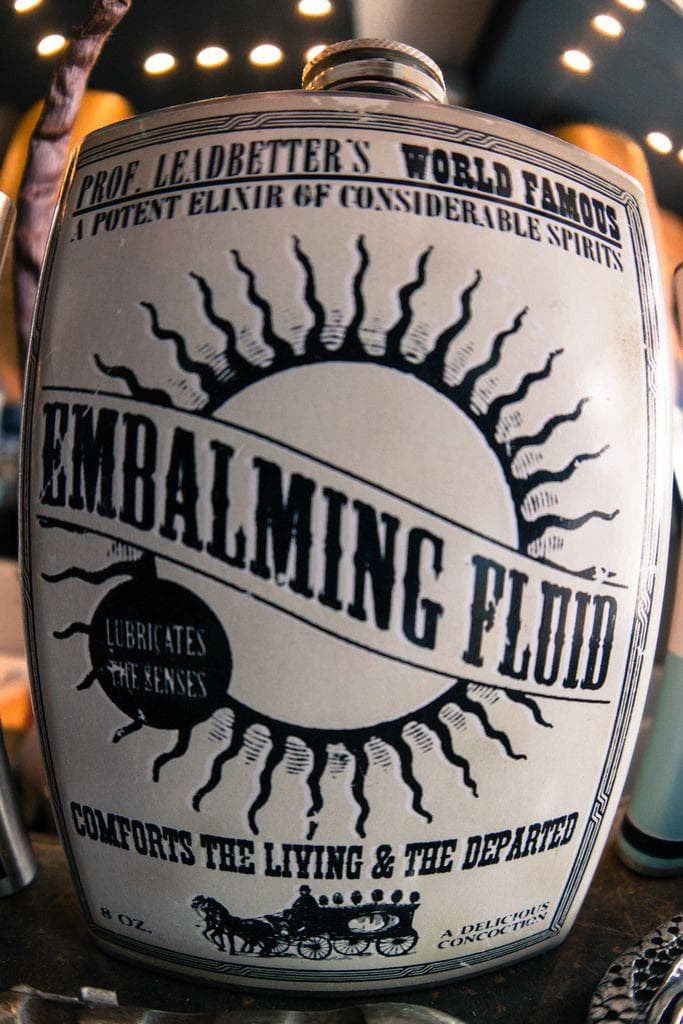 PROF. LEADBETTER'S WORLD FAMOUS
A POTENT ELIXIR OF CONSIDERABLE SPIRITS
EMBALMING FLUID
LUBRICATES
THE SENSES
COMFORTS THE LIVING & THE DEPARTED
8 OZ.
A DELICIOUS
CONCOCTION